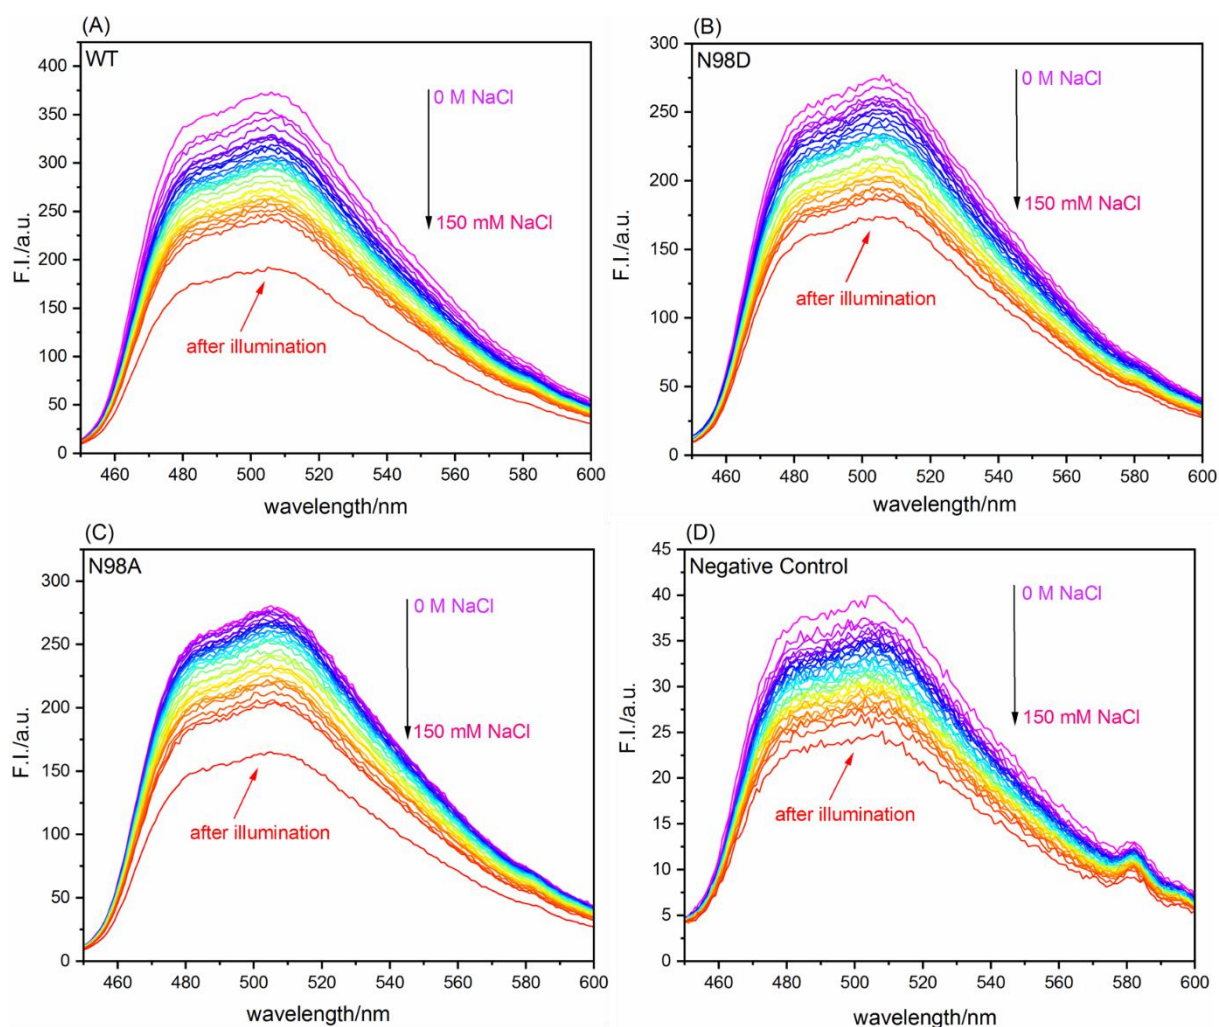 (A)
WT
0 M NaCl
150 mM NaCl
after illumination
F.I./a.u.
400
350
300
250
200
150
100
50
0
460 480 500 520 540 560 580 600
wavelength/nm
(B)
N98D
0 M NaCl
150 mM NaCl
after illumination
F.I./a.u.
300
250
200
150
100
50
0
460 480 500 520 540 560 580 600
wavelength/nm
(C)
N98A
0 M NaCl
150 mM NaCl
after illumination
F.I./a.u.
300
250
200
150
100
50
0
460 480 500 520 540 560 580 600
wavelength/nm
(D)
Negative Control
0 M NaCl
150 mM NaCl
after illumination
F.I./a.u.
45
40
35
30
25
20
15
10
5
0
460 480 500 520 540 560 580 600
wavelength/nm